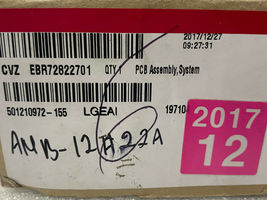 2017/12/27
09:27:31
CVZ EBR72822701 QTY 1 PCB Assembly,System
501210972-155 LGEAI 19710
2017
12
AMB-12A22A